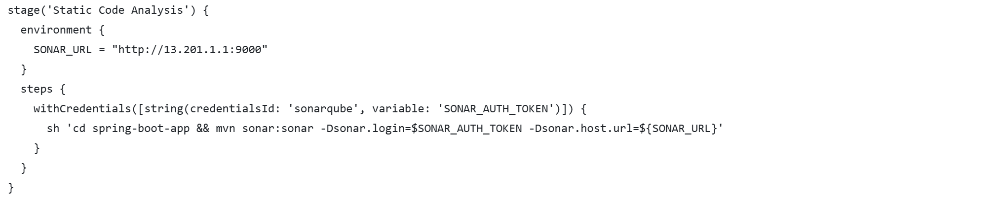 stage('Static Code Analysis') {
  environment {
    SONAR_URL = "http://13.201.1.1:9000"
  }
  steps {
    withCredentials([string(credentialsId: 'sonarqube', variable: 'SONAR_AUTH_TOKEN')]) {
      sh 'cd spring-boot-app && mvn sonar:sonar -Dsonar.login=$SONAR_AUTH_TOKEN -Dsonar.host.url=${SONAR_URL}'
    }
  }
}